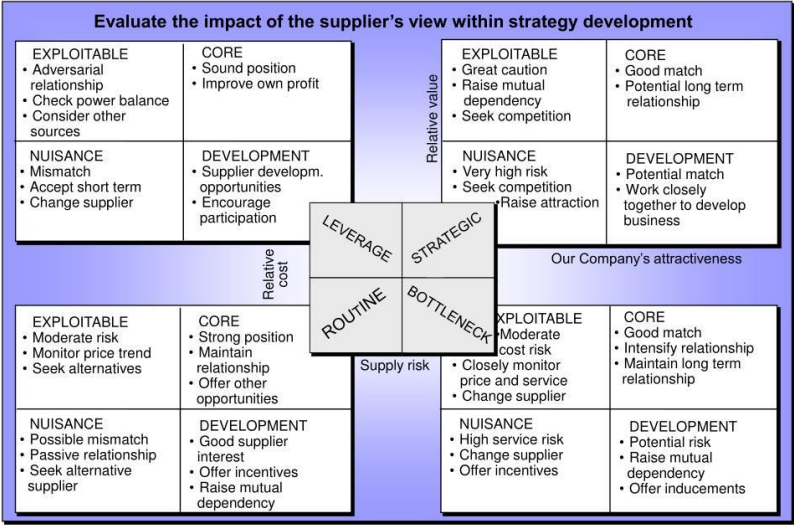 Evaluate the impact of the supplier's view within strategy development
EXPLOITABLE
• Adversarial
relationship
• Check power balance
• Consider other
sources
CORE
• Sound position
• Improve own profit
NUISANCE
• Mismatch
• Accept short term
• Change supplier
DEVELOPMENT
• Supplier developm.
opportunities
• Encourage
participation
Relative value
EXPLOITABLE
• Great caution
• Raise mutual
dependency
• Seek competition
CORE
• Good match
• Potential long term
relationship
NUISANCE
• Very high risk
• Seek competition
•Raise attraction
DEVELOPMENT
• Potential match
• Work closely
together to develop
business
Our Company's attractiveness
LEVERAGE
STRATEGIC
ROUTINE
BOTTLENECK
Relative
cost
Supply risk
EXPLOITABLE
• Moderate risk
• Monitor price trend
• Seek alternatives
CORE
• Strong position
• Maintain
relationship
• Offer other
opportunities
NUISANCE
• Possible mismatch
• Passive relationship
• Seek alternative
supplier
DEVELOPMENT
• Good supplier
interest
• Offer incentives
• Raise mutual
dependency
XPLOITABLE
•Moderate
cost risk
• Closely monitor
price and service
• Change supplier
CORE
• Good match
• Intensify relationship
• Maintain long term
relationship
NUISANCE
• High service risk
• Change supplier
• Offer incentives
DEVELOPMENT
• Potential risk
• Raise mutual
dependency
• Offer inducements